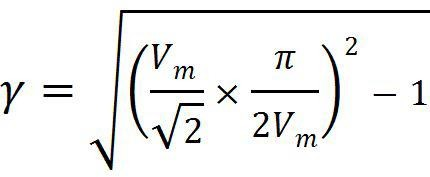 γ = √((V_m/√2 × π/2V_m)² − 1)